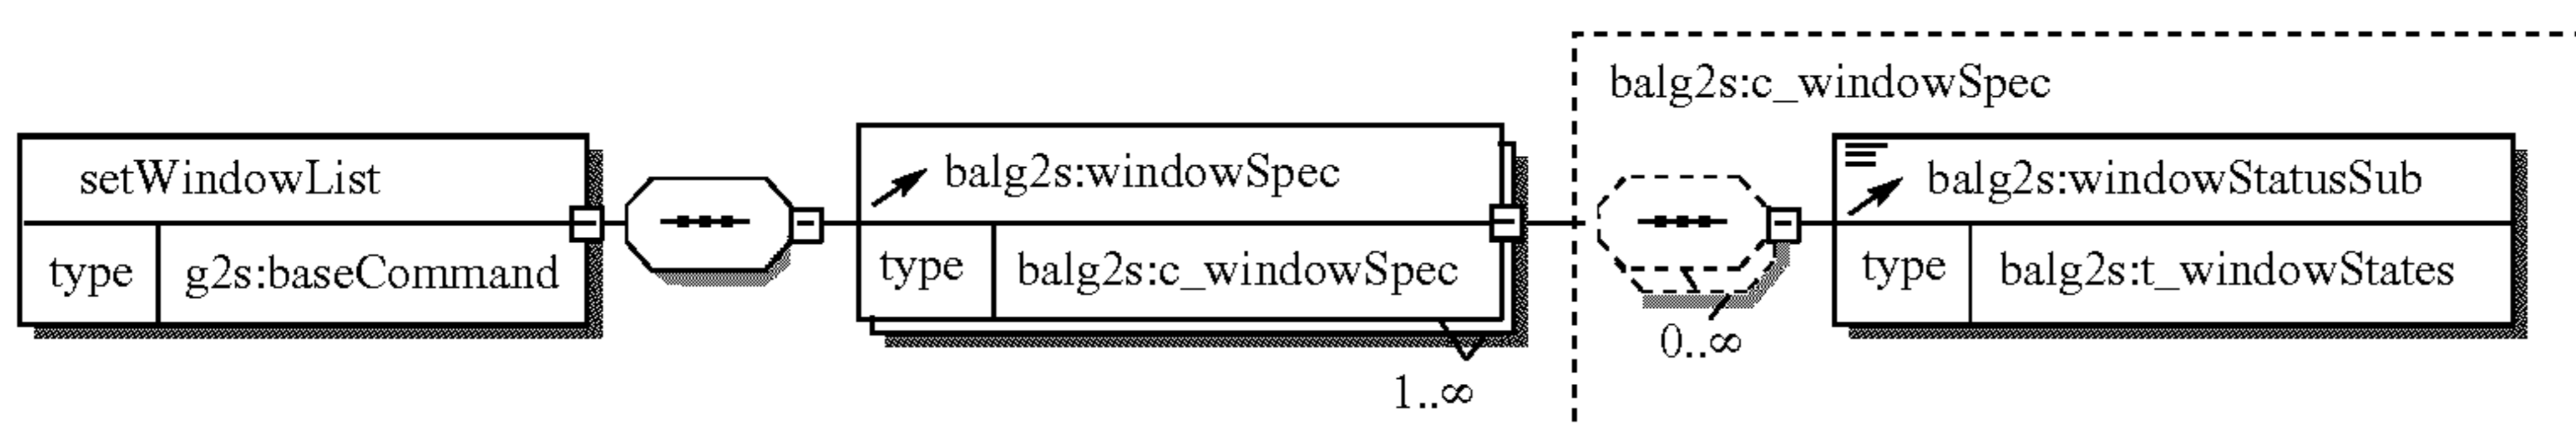 balg2s:c_windowSpec
setWindowList
type g2s:baseCommand
balg2s:windowSpec
type balg2s:c_windowSpec
1..∞
0..∞
balg2s:windowStatusSub
type balg2s:t_windowStates